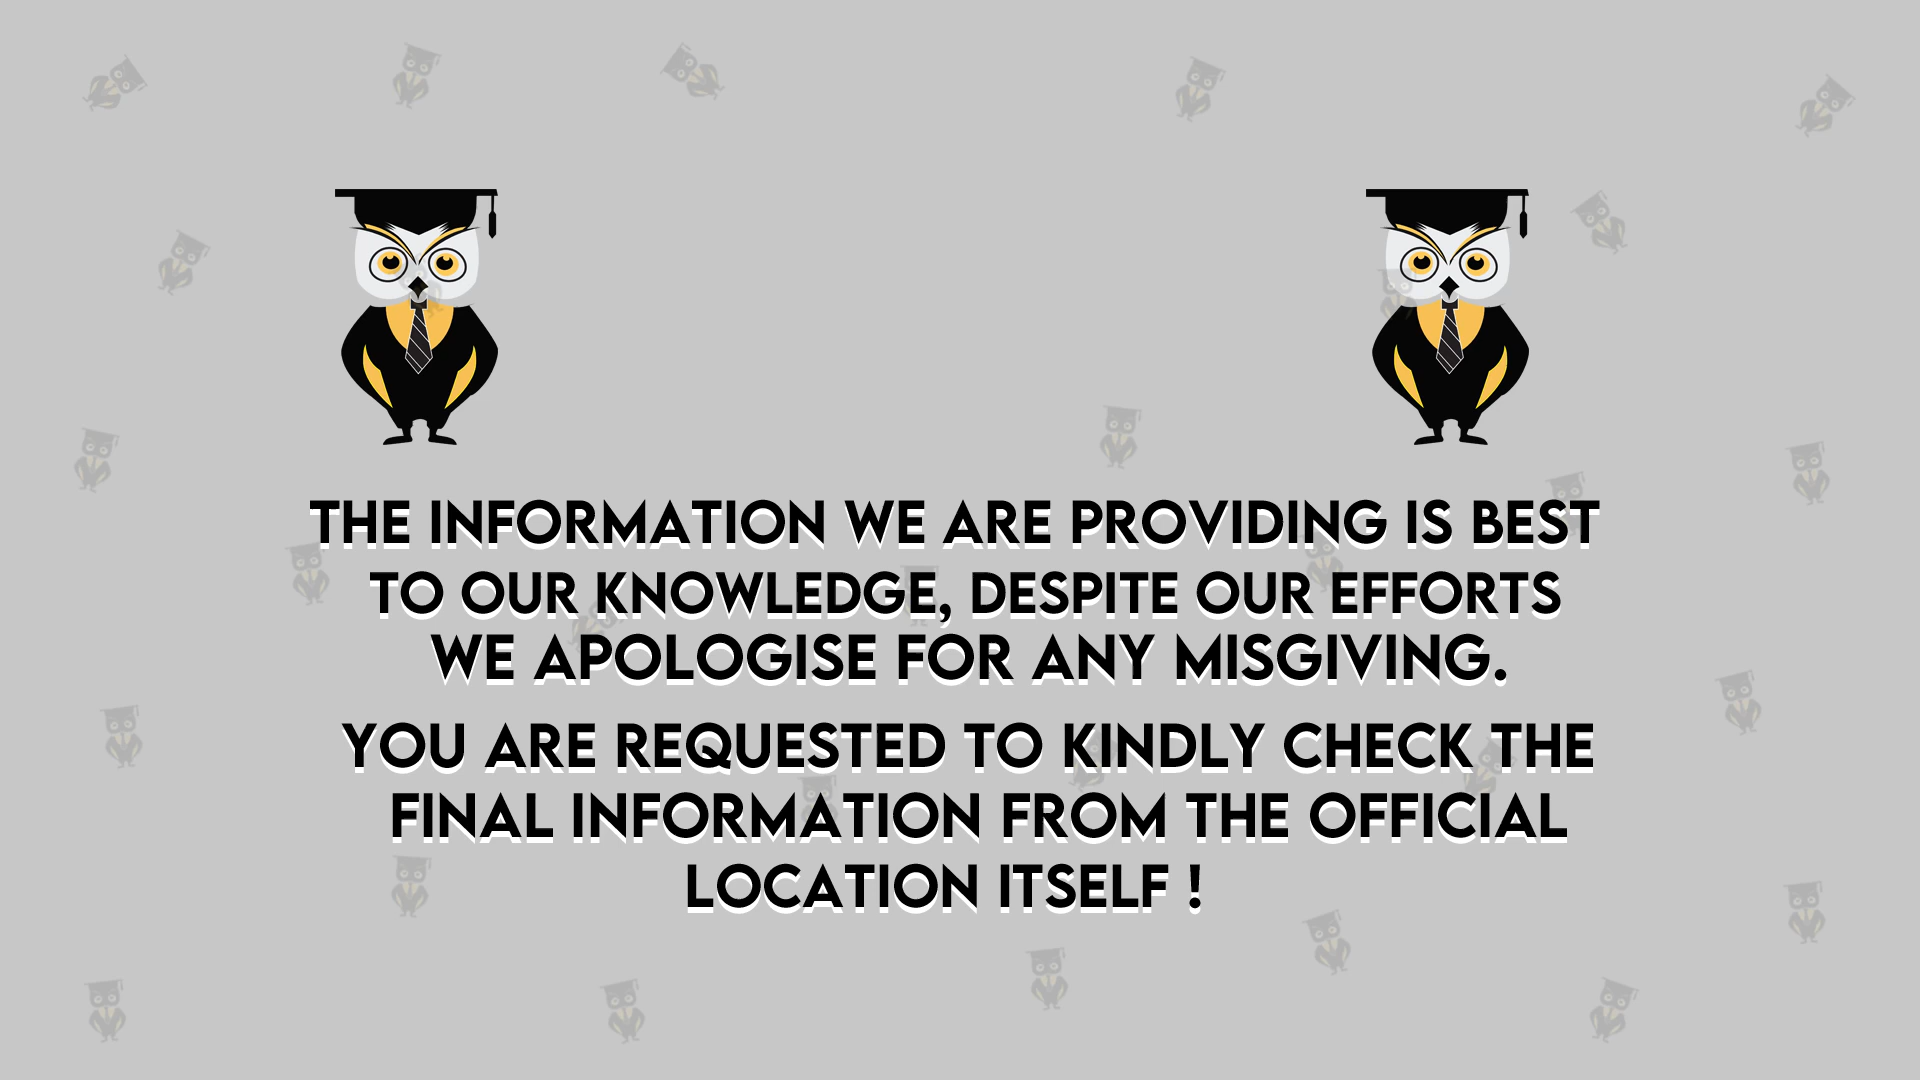 THE INFORMATION WE ARE PROVIDING IS BEST
TO OUR KNOWLEDGE, DESPITE OUR EFFORTS
WE APOLOGISE FOR ANY MISGIVING.
YOU ARE REQUESTED TO KINDLY CHECK THE
FINAL INFORMATION FROM THE OFFICIAL
LOCATION ITSELF !